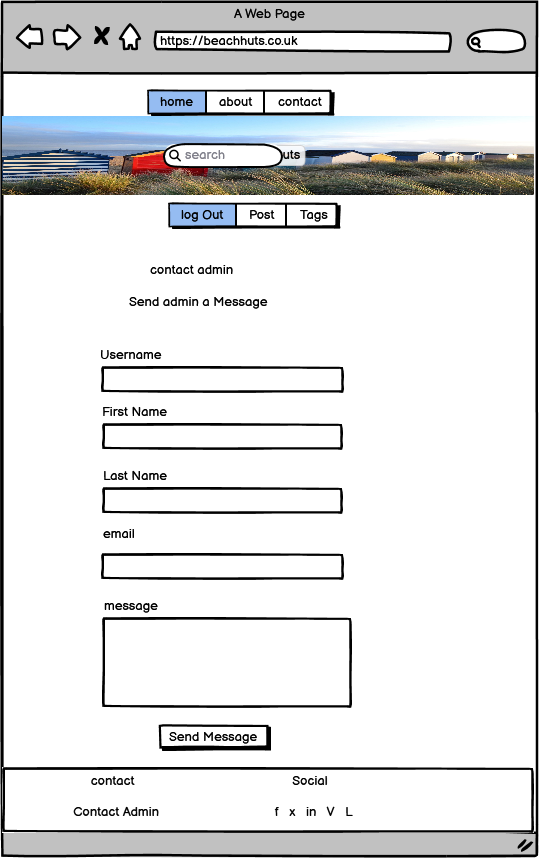 A Web Page
https://beachhuts.co.uk
home about contact
search uts
log Out Post Tags
contact admin
Send admin a Message
Username
First Name
Last Name
email
message
Send Message
contact Social
Contact Admin f x in V L